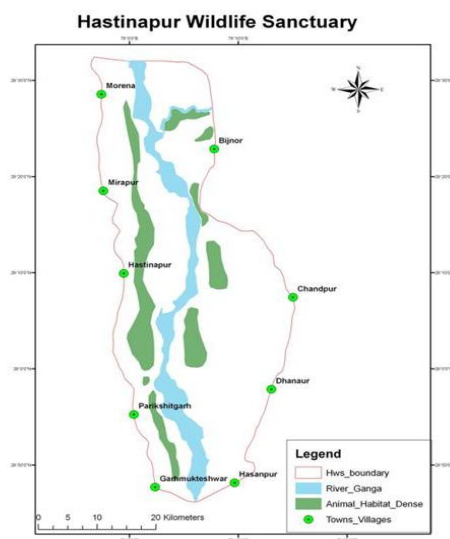 Hastinapur Wildlife Sanctuary
N
W
E
S
Morena
Bijnor
Mirapur
Hastinapur
Chandpur
Dhanaur
Parikshitgarh
Garhmukteshwar
Hasanpur
Legend
Hws_boundary
River_Ganga
Animal_Habitat_Dense
Towns_Villages
0 5 10 20 Kilometers